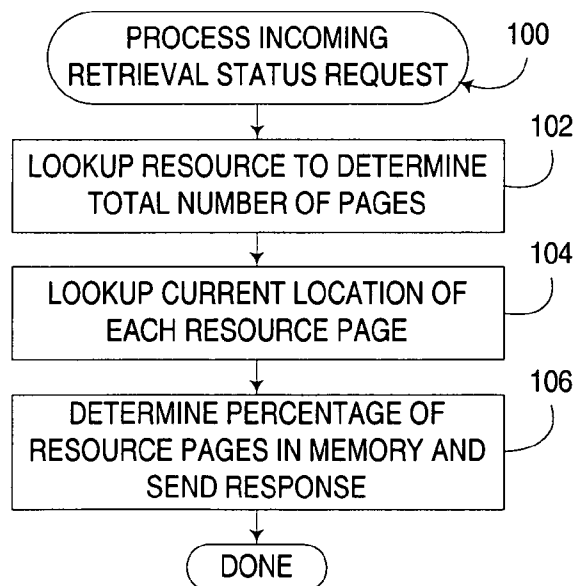 PROCESS INCOMING
RETRIEVAL STATUS REQUEST
100
102
LOOKUP RESOURCE TO DETERMINE
TOTAL NUMBER OF PAGES
104
LOOKUP CURRENT LOCATION OF
EACH RESOURCE PAGE
106
DETERMINE PERCENTAGE OF
RESOURCE PAGES IN MEMORY AND
SEND RESPONSE
DONE